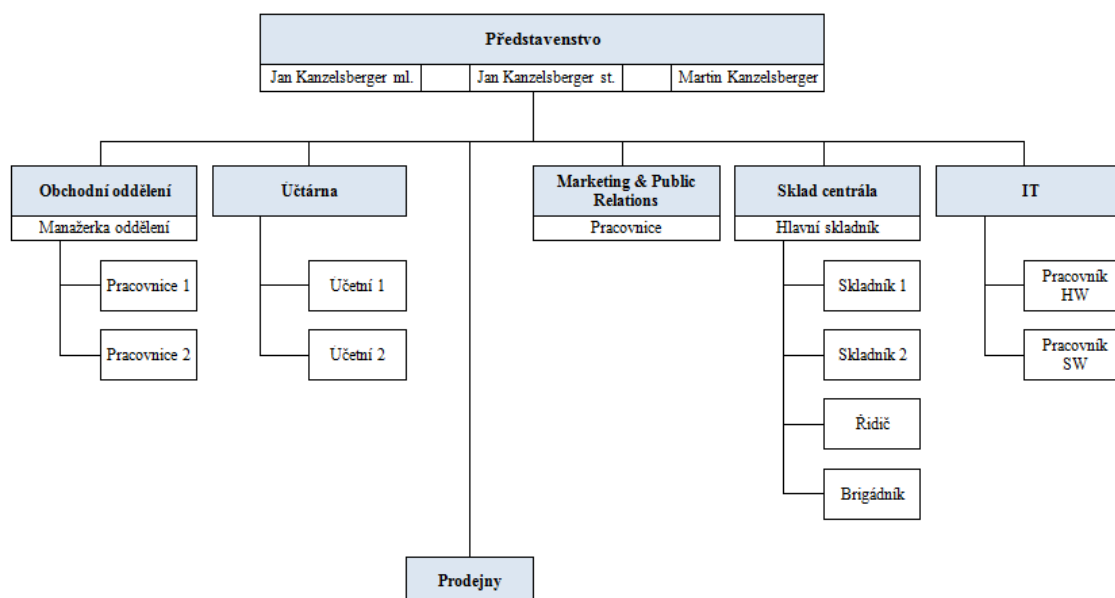 Představenstvo
Jan Kanzelsberger ml.
Jan Kanzelsberger st.
Martin Kanzelsberger
Obchodní oddělení
Manažerka oddělení
Pracovnice 1
Pracovnice 2
Účtárna
Účetní 1
Účetní 2
Marketing & Public
Relations
Pracovnice
Sklad centrála
Hlavní skladník
Skladník 1
Skladník 2
Řidič
Brigádník
IT
Pracovník
HW
Pracovník
SW
Prodejny